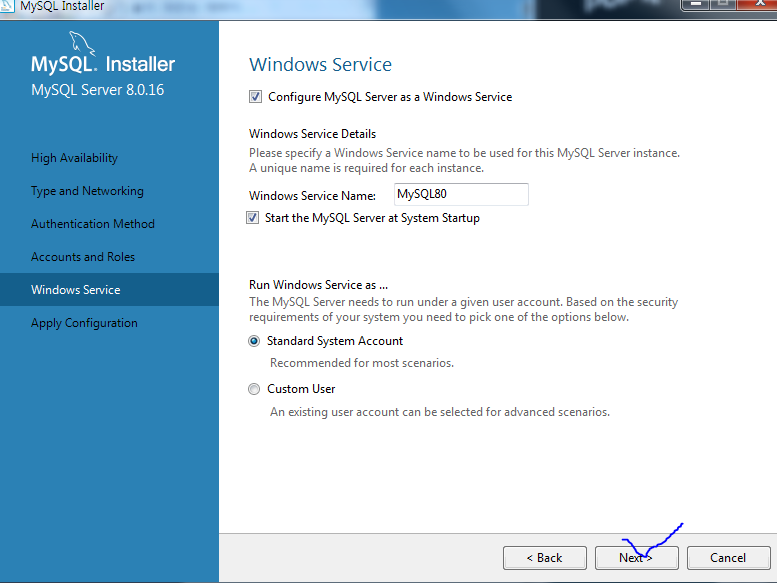 MySQL Installer
MySQL. Installer
MySQL Server 8.0.16
High Availability
Type and Networking
Authentication Method
Accounts and Roles
Windows Service
Apply Configuration
Windows Service
Configure MySQL Server as a Windows Service
Windows Service Details
Please specify a Windows Service name to be used for this MySQL Server instance.
A unique name is required for each instance.
Windows Service Name: MySQL80
Start the MySQL Server at System Startup
Run Windows Service as ...
The MySQL Server needs to run under a given user account. Based on the security
requirements of your system you need to pick one of the options below.
Standard System Account
Recommended for most scenarios.
Custom User
An existing user account can be selected for advanced scenarios.
< Back Next > Cancel